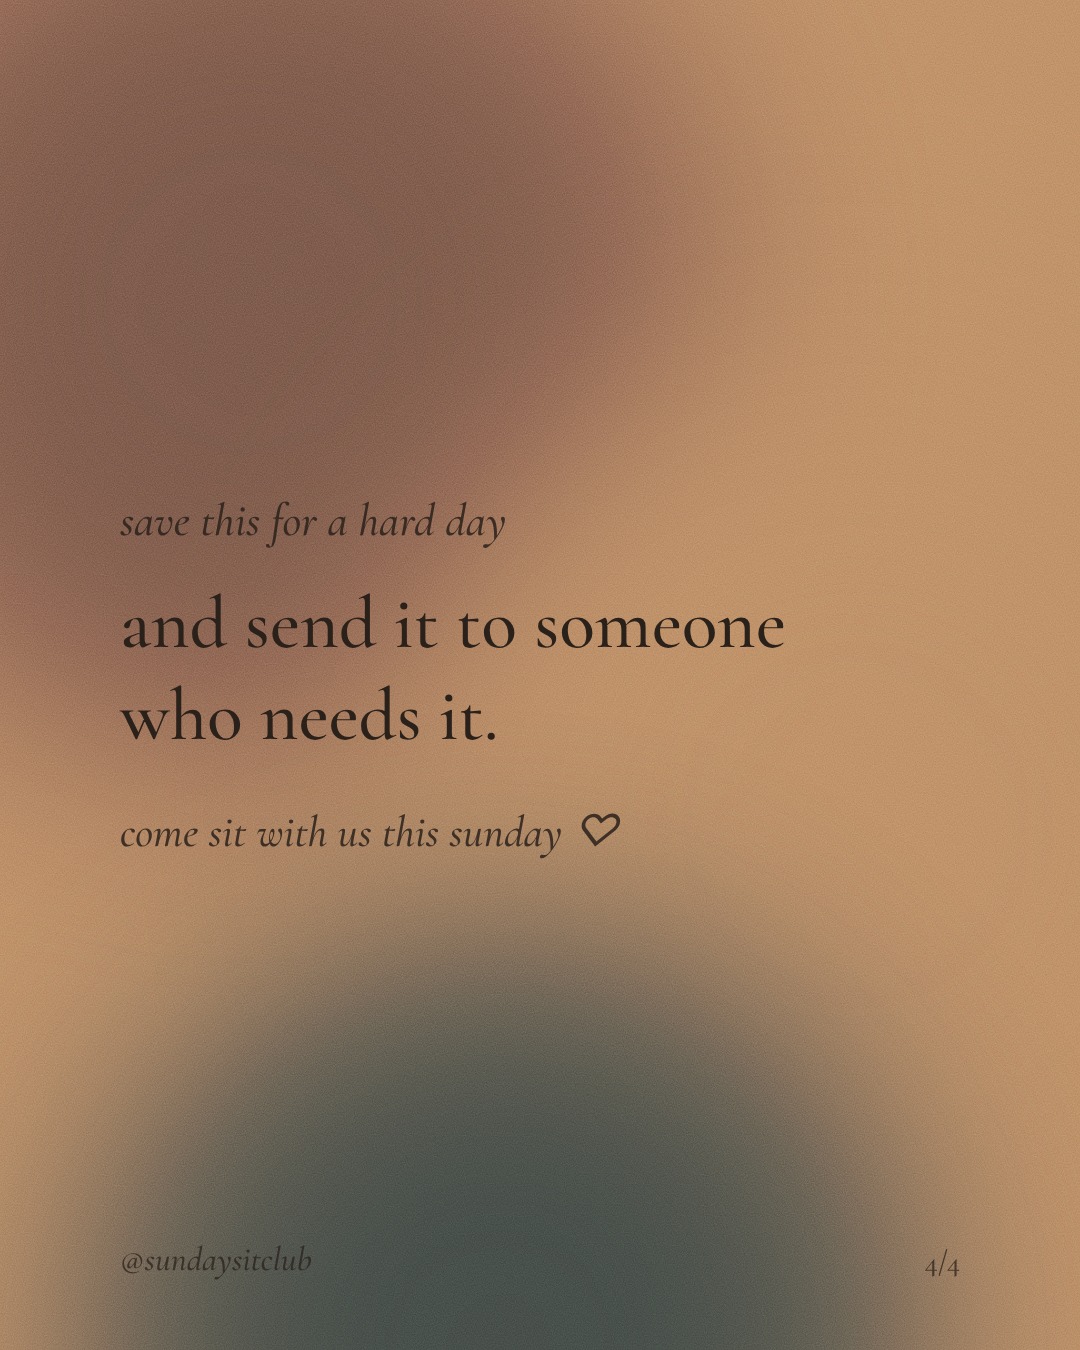 save this for a hard day
and send it to someone
who needs it.
come sit with us this sunday ♡
@sundaysitclub
4/4